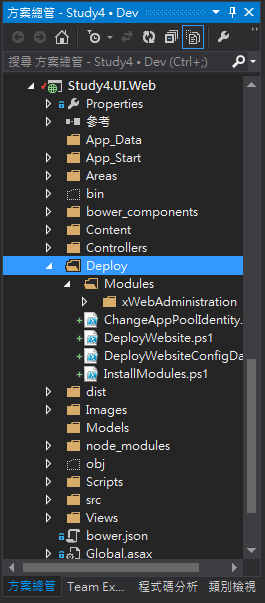 方案總管 - Study4 • Dev
搜尋 方案總管 - Study4 • Dev (Ctrl+;)
Study4.UI.Web
Properties
參考
App_Data
App_Start
Areas
bin
bower_components
Content
Controllers
Deploy
Modules
xWebAdministration
ChangeAppPoolIdentity.
DeployWebsite.ps1
DeployWebsiteConfigDa
InstallModules.ps1
dist
Images
Models
node_modules
obj
Scripts
src
Views
bower.json
Global.asax
方案總管 Team Ex... 程式碼分析 類別檢視